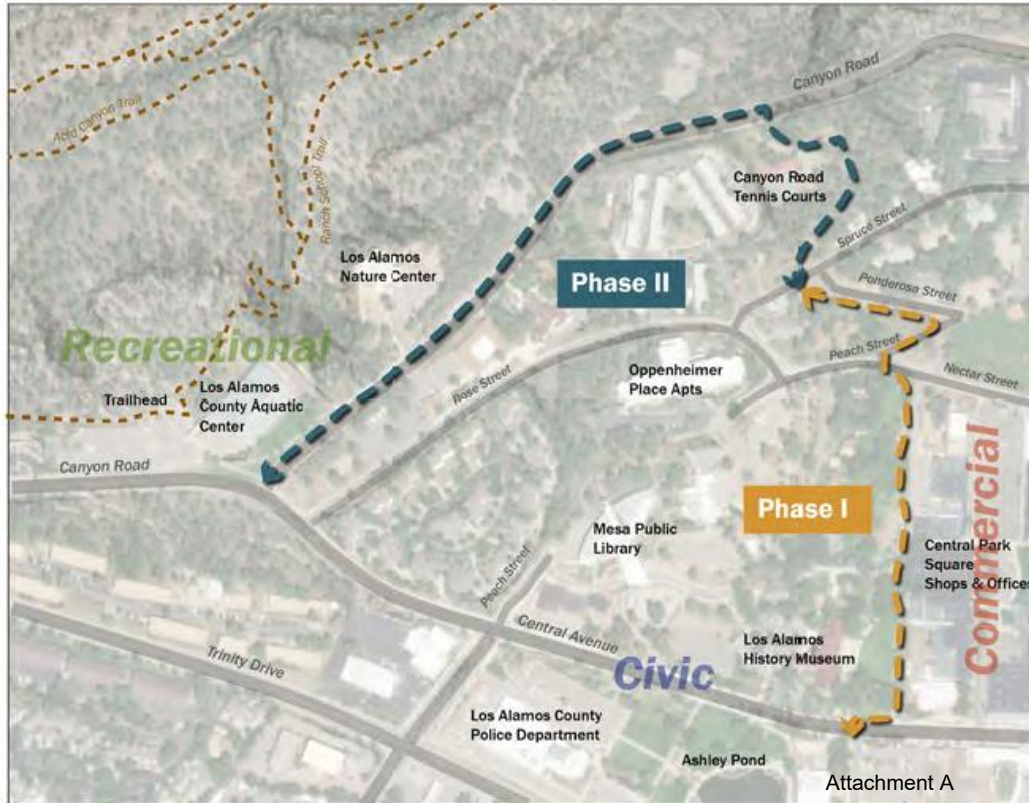 Canyon Road
Acid Canyon Trail
Ranch School Trail
Canyon Road
Tennis Courts
Spruce Street
Los Alamos
Nature Center
Phase II
Ponderosa Street
Recreational
Peach Street
Nectar Street
Oppenheimer
Place Apts
Rose Street
Trailhead
Los Alamos
County Aquatic
Center
Canyon Road
Phase I
Commercial
Mesa Public
Library
Central Park
Square
Shops & Offices
Peach Street
Central Avenue
Trinity Drive
Los Alamos
History Museum
Civic
Los Alamos County
Police Department
Ashley Pond
Attachment A